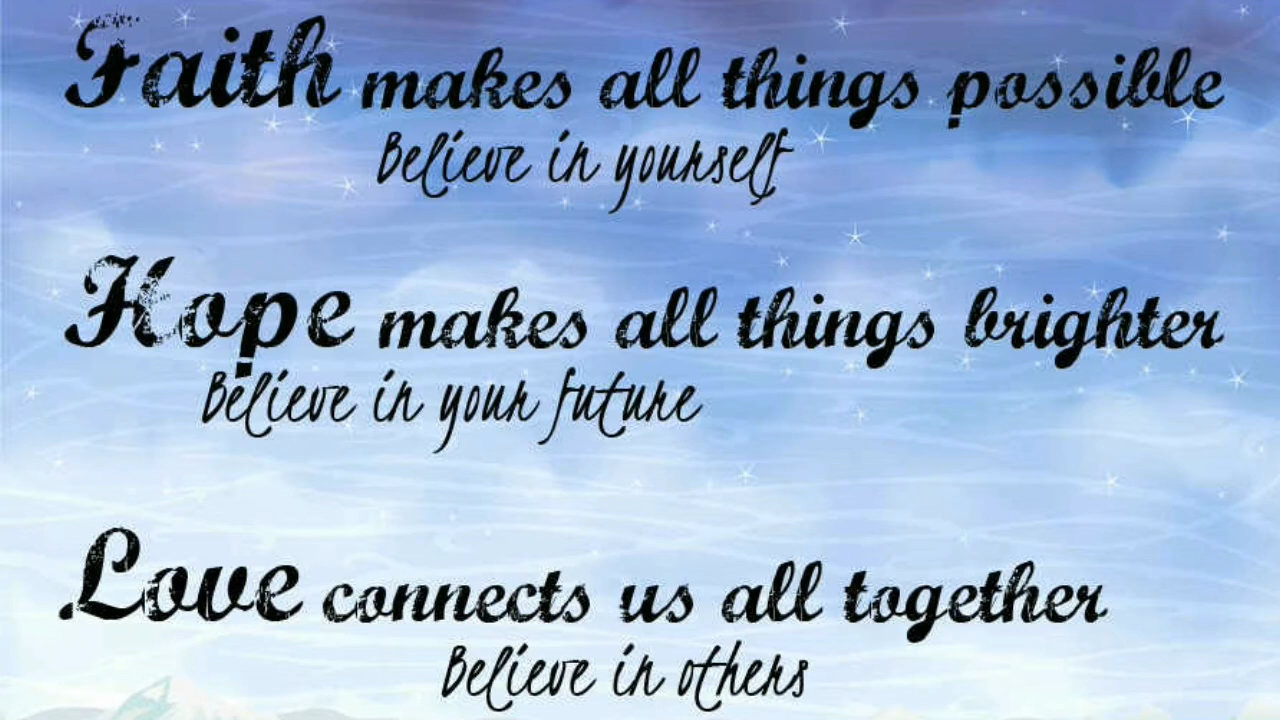 Faith makes all things possible
Believe in yourself
Hope makes all things brighter
Believe in your future
Love connects us all together
Believe in others